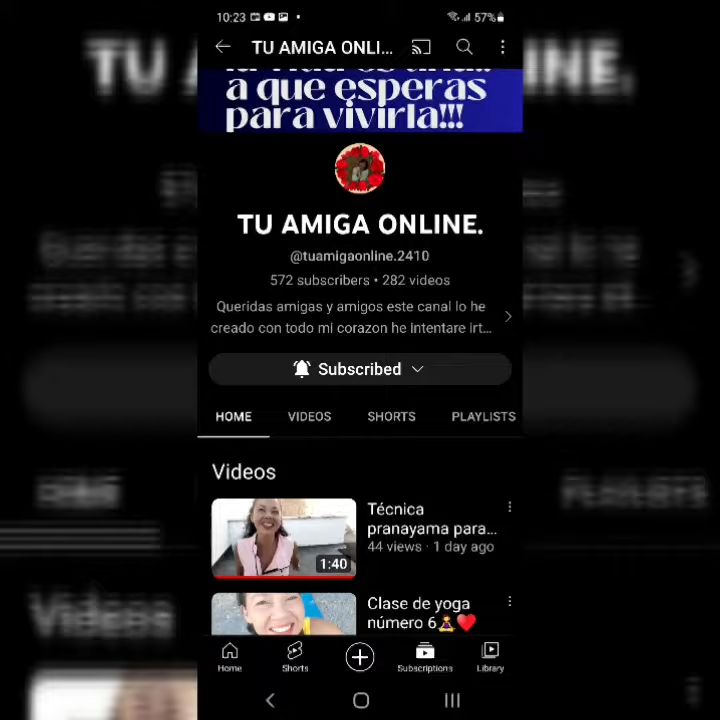 10:23
57%
TU AMIGA ONLI...
a que esperas
para vivirla!!!
TU AMIGA ONLINE.
@tuamigaonline.2410
572 subscribers • 282 videos
Queridas amigas y amigos este canal lo he
creado con todo mi corazon he intentare irt...
Subscribed
HOME VIDEOS SHORTS PLAYLISTS
Videos
Técnica
pranayama para...
44 views · 1 day ago
1:40
Clase de yoga
número 6🧘‍♀️❤️
Home Shorts Subscriptions Library